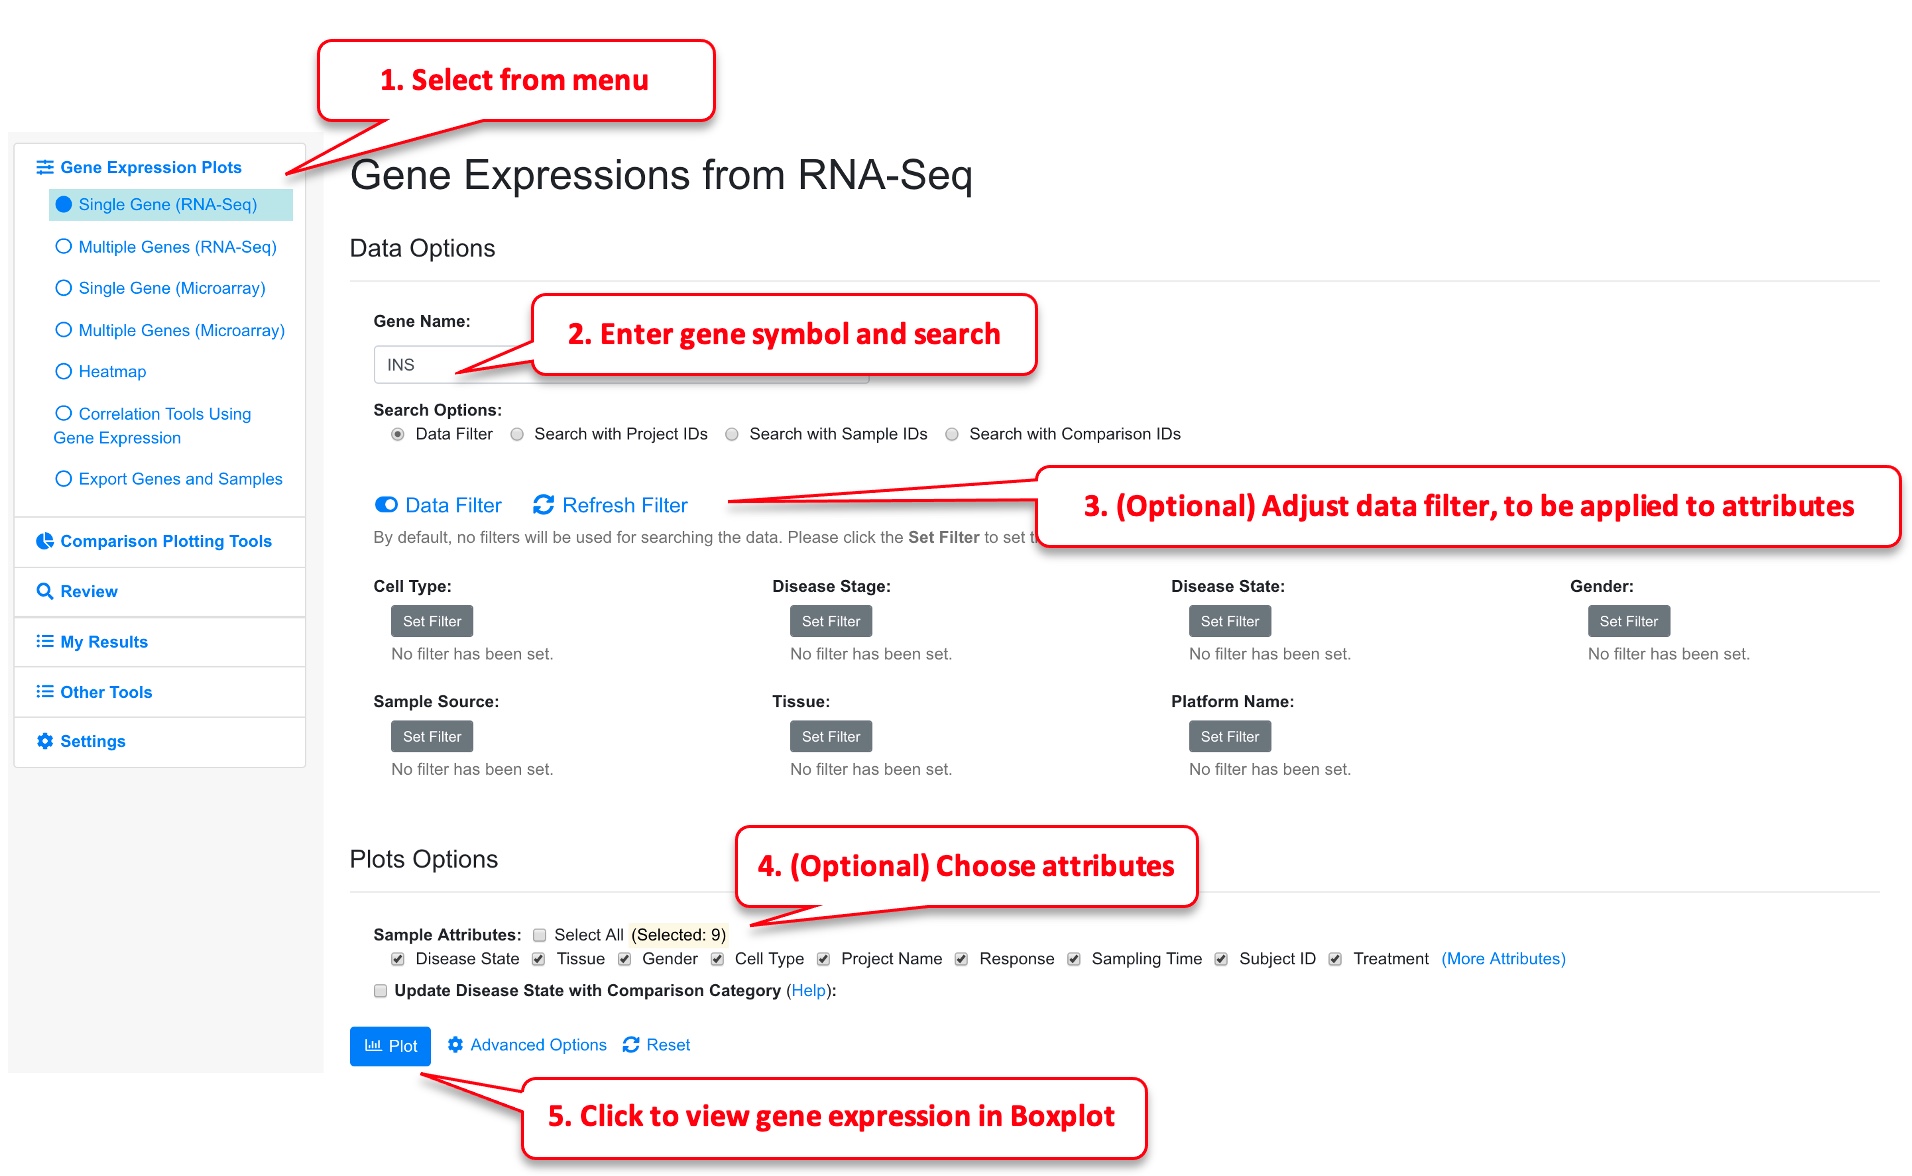 1. Select from menu
Gene Expression Plots
Single Gene (RNA-Seq)
Multiple Genes (RNA-Seq)
Single Gene (Microarray)
Multiple Genes (Microarray)
Heatmap
Correlation Tools Using
Gene Expression
Export Genes and Samples
Comparison Plotting Tools
Review
My Results
Other Tools
Settings
Gene Expressions from RNA-Seq
Data Options
Gene Name:
2. Enter gene symbol and search
INS
Search Options:
Data Filter Search with Project IDs Search with Sample IDs Search with Comparison IDs
Data Filter Refresh Filter
3. (Optional) Adjust data filter, to be applied to attributes
By default, no filters will be used for searching the data. Please click the Set Filter to set
Cell Type: Disease Stage: Disease State: Gender:
Set Filter Set Filter Set Filter Set Filter
No filter has been set. No filter has been set. No filter has been set. No filter has been set.
Sample Source: Tissue: Platform Name:
Set Filter Set Filter Set Filter
No filter has been set. No filter has been set. No filter has been set.
Plots Options
4. (Optional) Choose attributes
Sample Attributes: Select All (Selected: 9)
Disease State Tissue Gender Cell Type Project Name Response Sampling Time Subject ID Treatment (More Attributes)
Update Disease State with Comparison Category (Help):
Plot Advanced Options Reset
5. Click to view gene expression in Boxplot